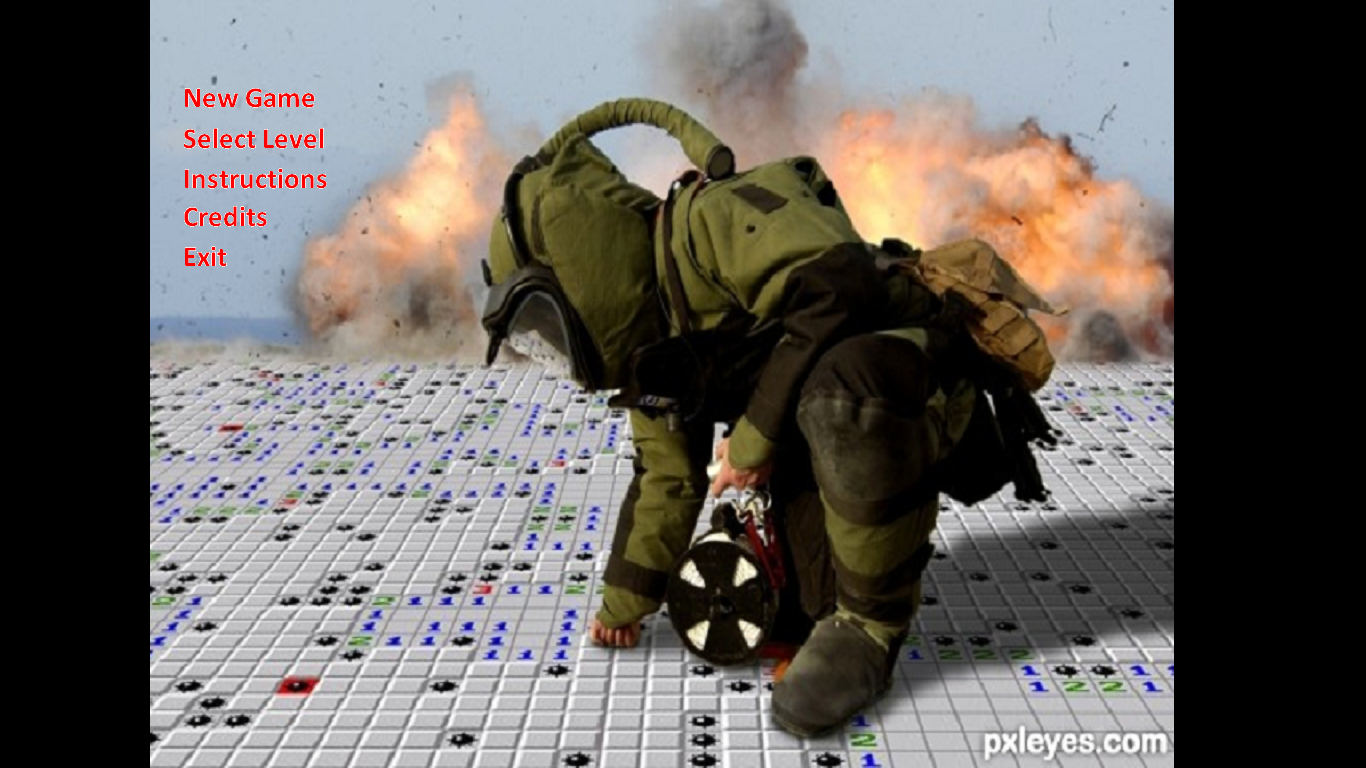 New Game
Select Level
Instructions
Credits
Exit
pxleyes.com